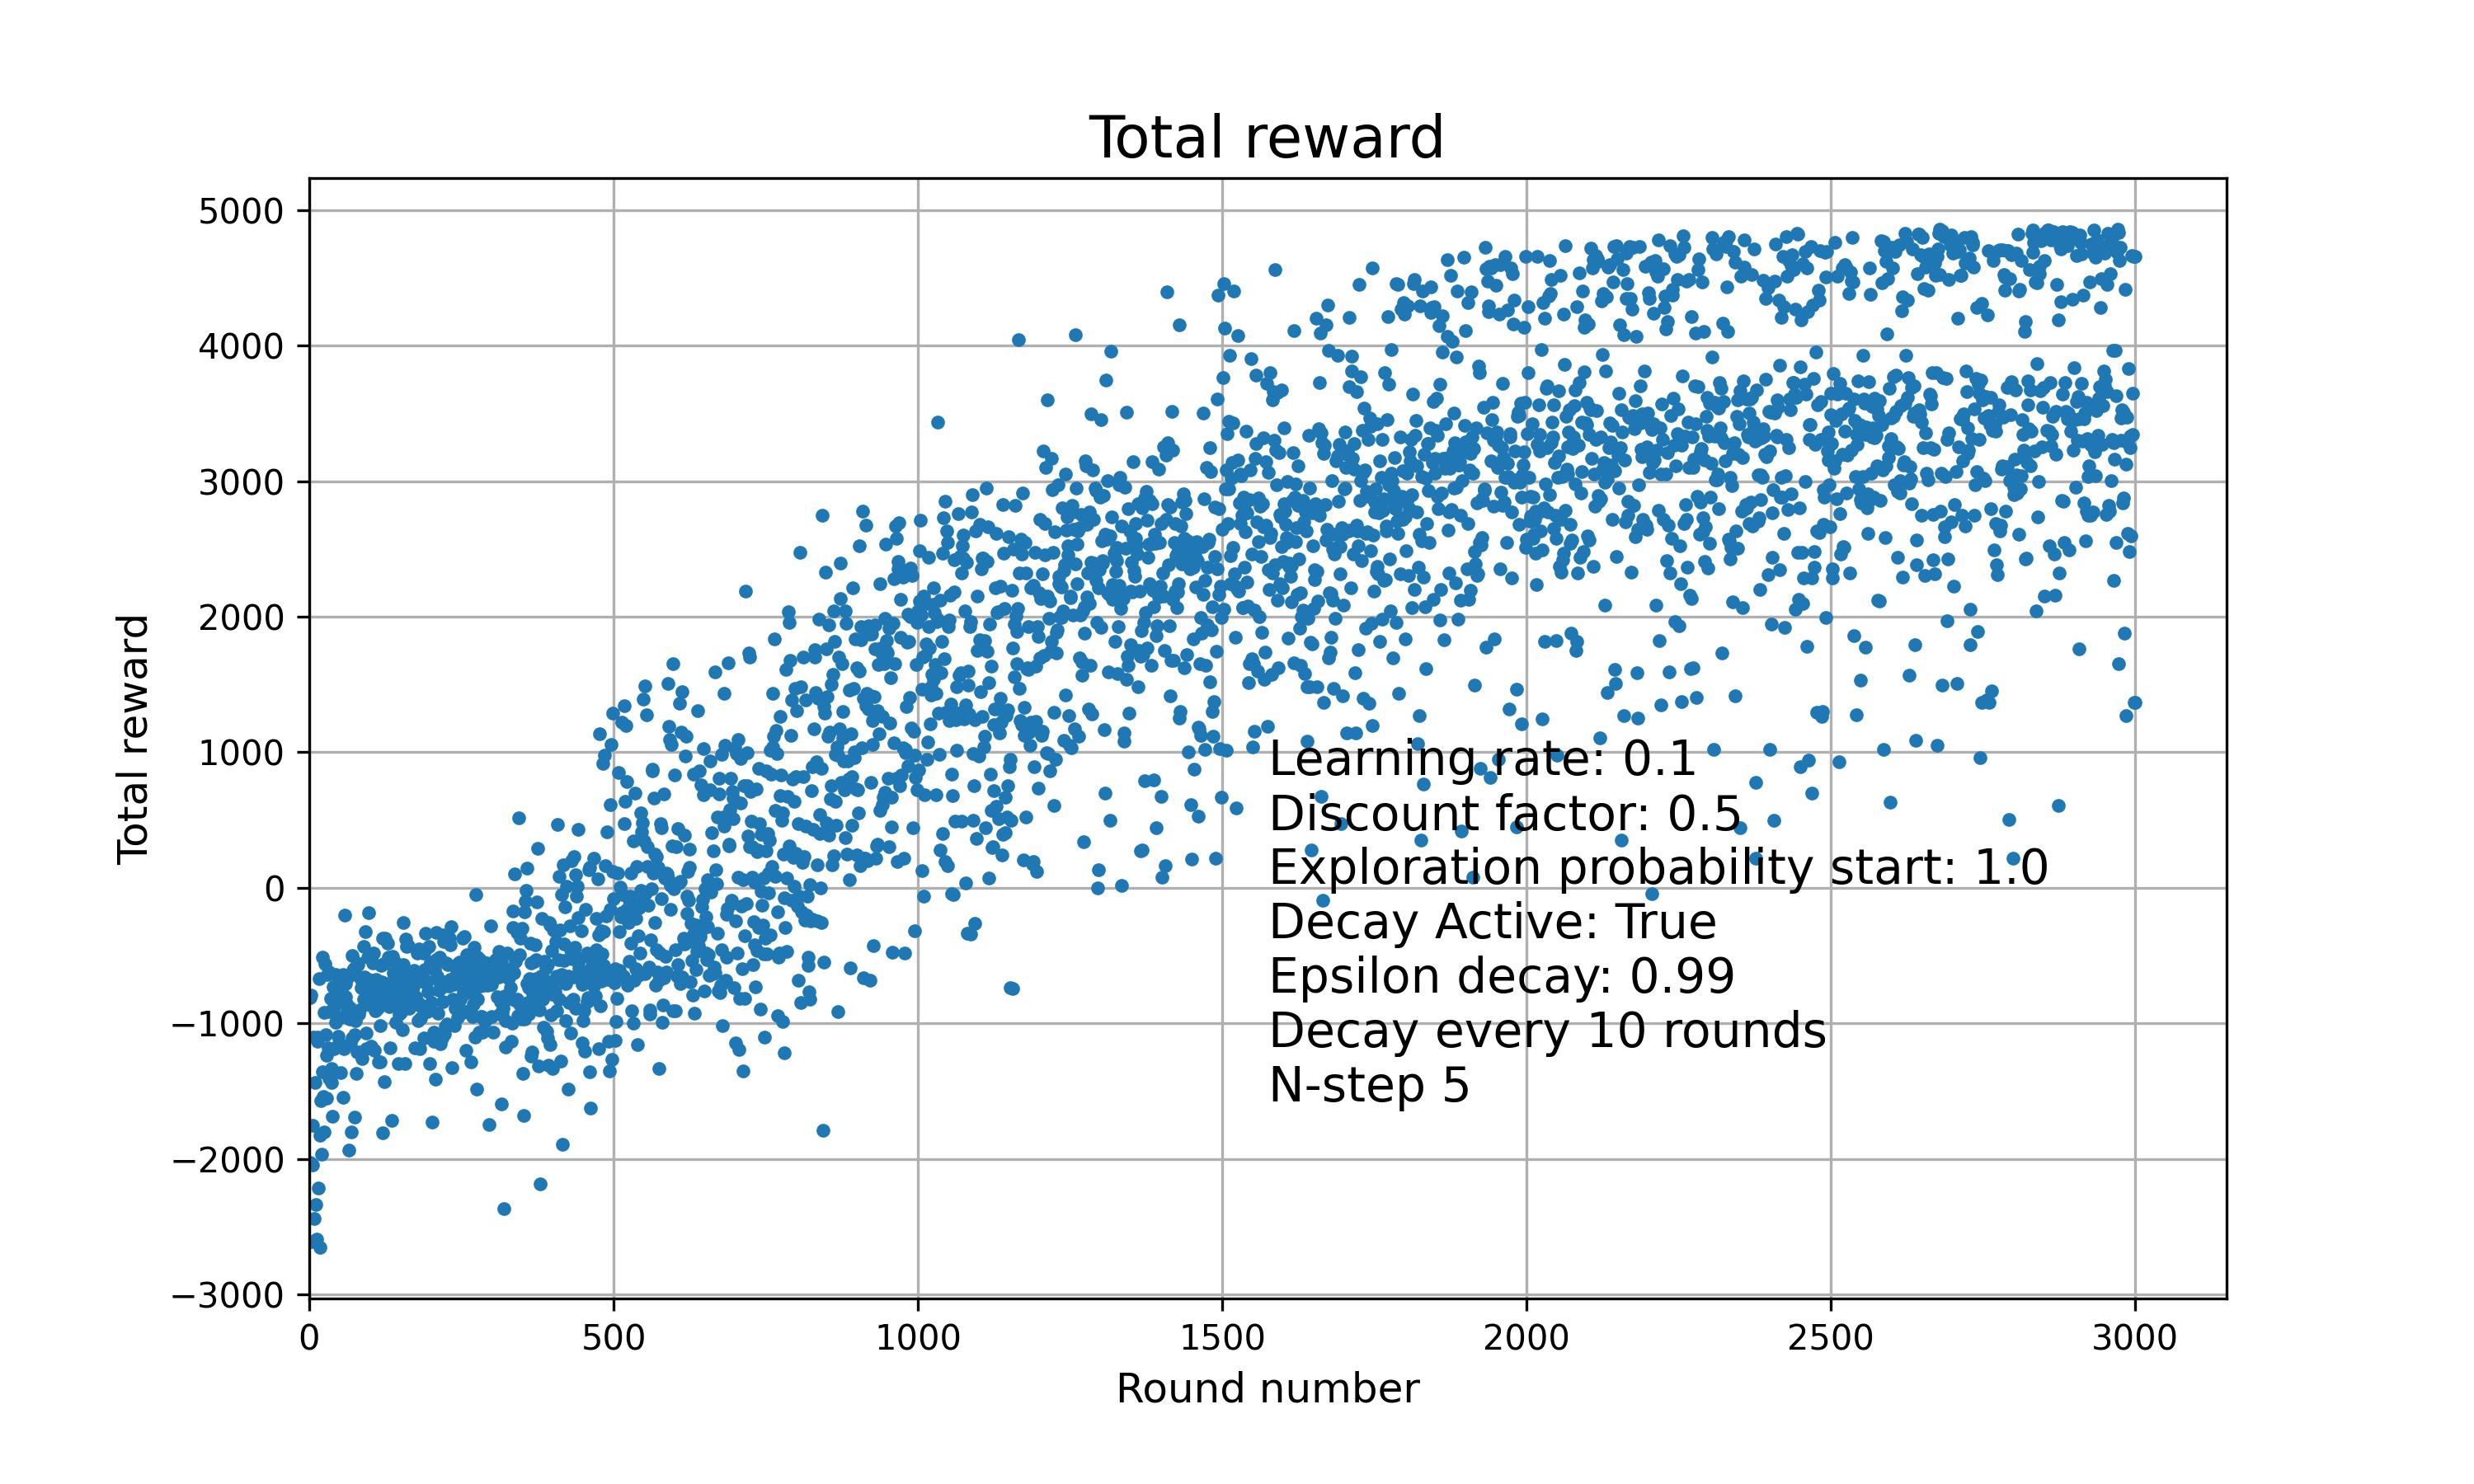 Total reward
5000
4000
3000
2000
1000
0
−1000
−2000
−3000
Total reward
Learning rate: 0.1
Discount factor: 0.5
Exploration probability start: 1.0
Decay Active: True
Epsilon decay: 0.99
Decay every 10 rounds
N-step 5
0 500 1000 1500 2000 2500 3000
Round number